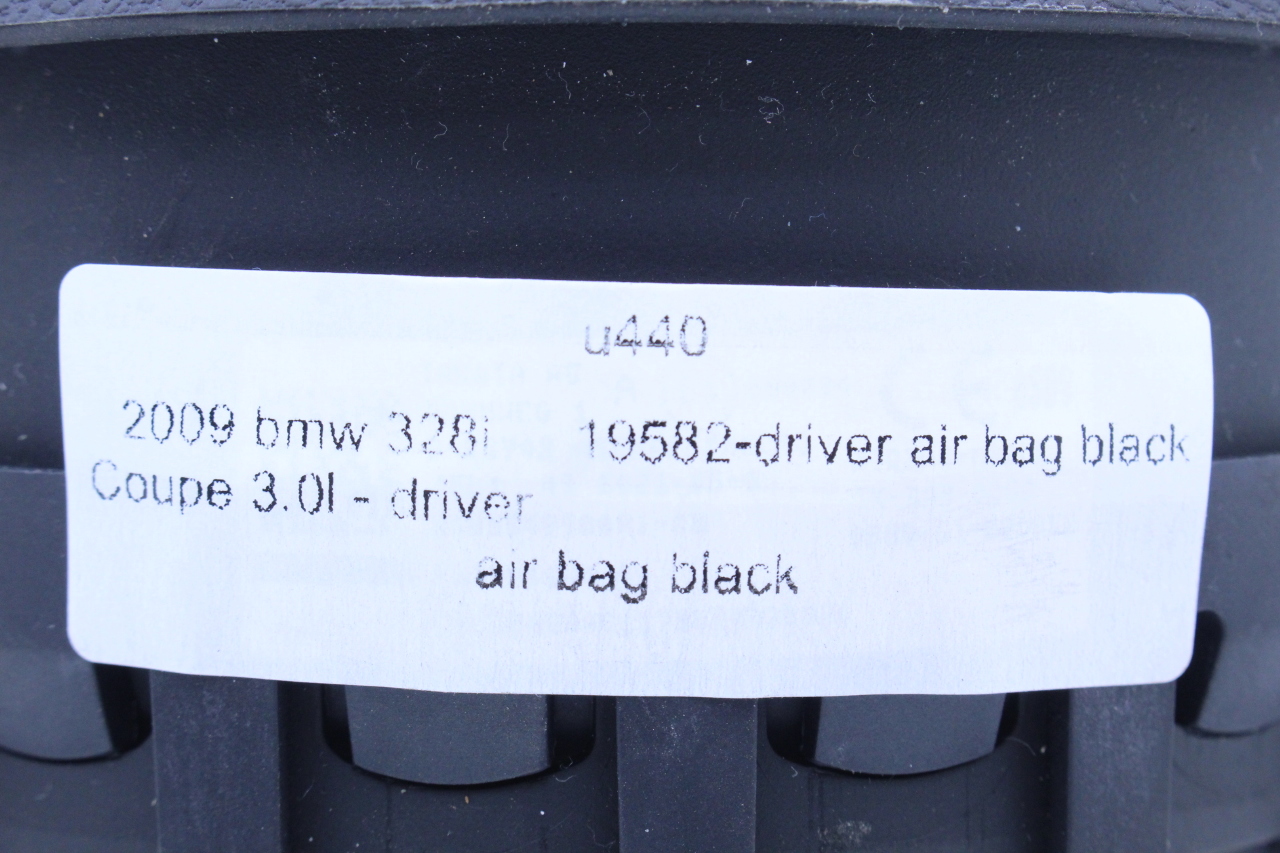 u440
2009 bmw 328i 19582-driver air bag black
Coupe 3.0l - driver
air bag black